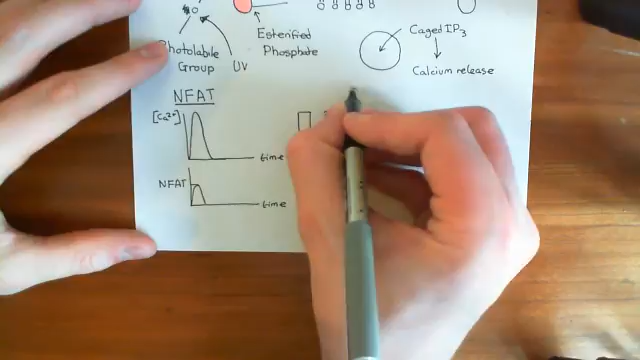 Esterified
Phosphate
Photolabile
Group
UV
Caged IP3
Calcium release
NFAT
[Ca2+]
time
NFAT
time